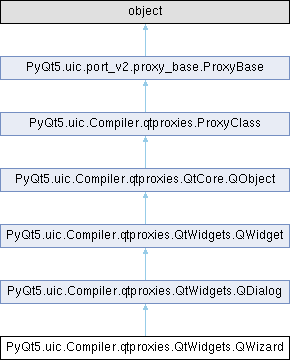 object
PyQt5.uic.port_v2.proxy_base.ProxyBase
PyQt5.uic.Compiler.qtproxies.ProxyClass
PyQt5.uic.Compiler.qtproxies.QtCore.QObject
PyQt5.uic.Compiler.qtproxies.QtWidgets.QWidget
PyQt5.uic.Compiler.qtproxies.QtWidgets.QDialog
PyQt5.uic.Compiler.qtproxies.QtWidgets.QWizard